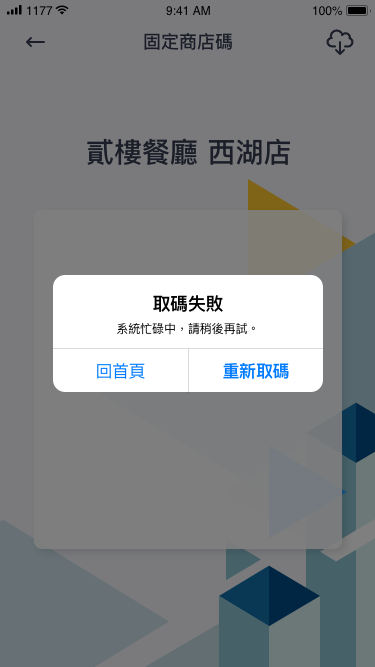 1177 9:41 AM 100%
固定商店碼
貳樓餐廳 西湖店
取碼失敗
系統忙碌中，請稍後再試。
回首頁 重新取碼